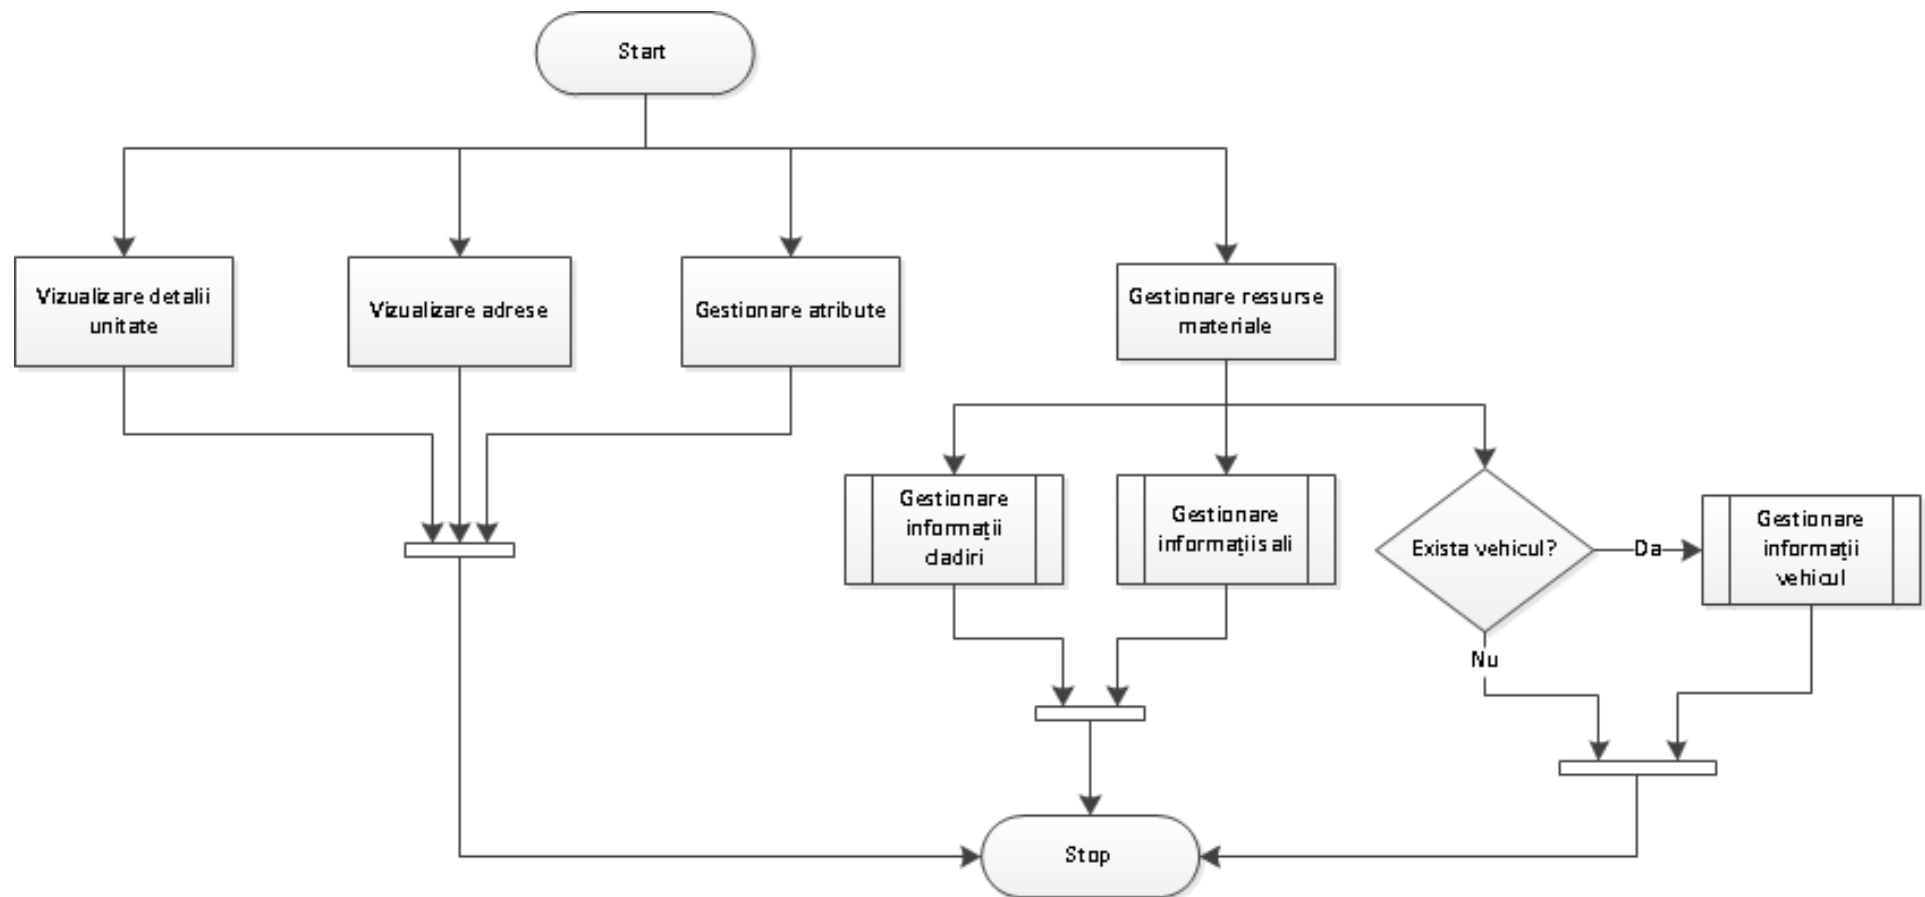 Start
Vizualizare detalii
unitate
Vizualizare adrese
Gestionare atribute
Gestionare ressurse
materiale
Gestionare
informații
cladiri
Gestionare
informații sali
Exista vehicul?
Da
Gestionare
informații
vehicul
Nu
Stop